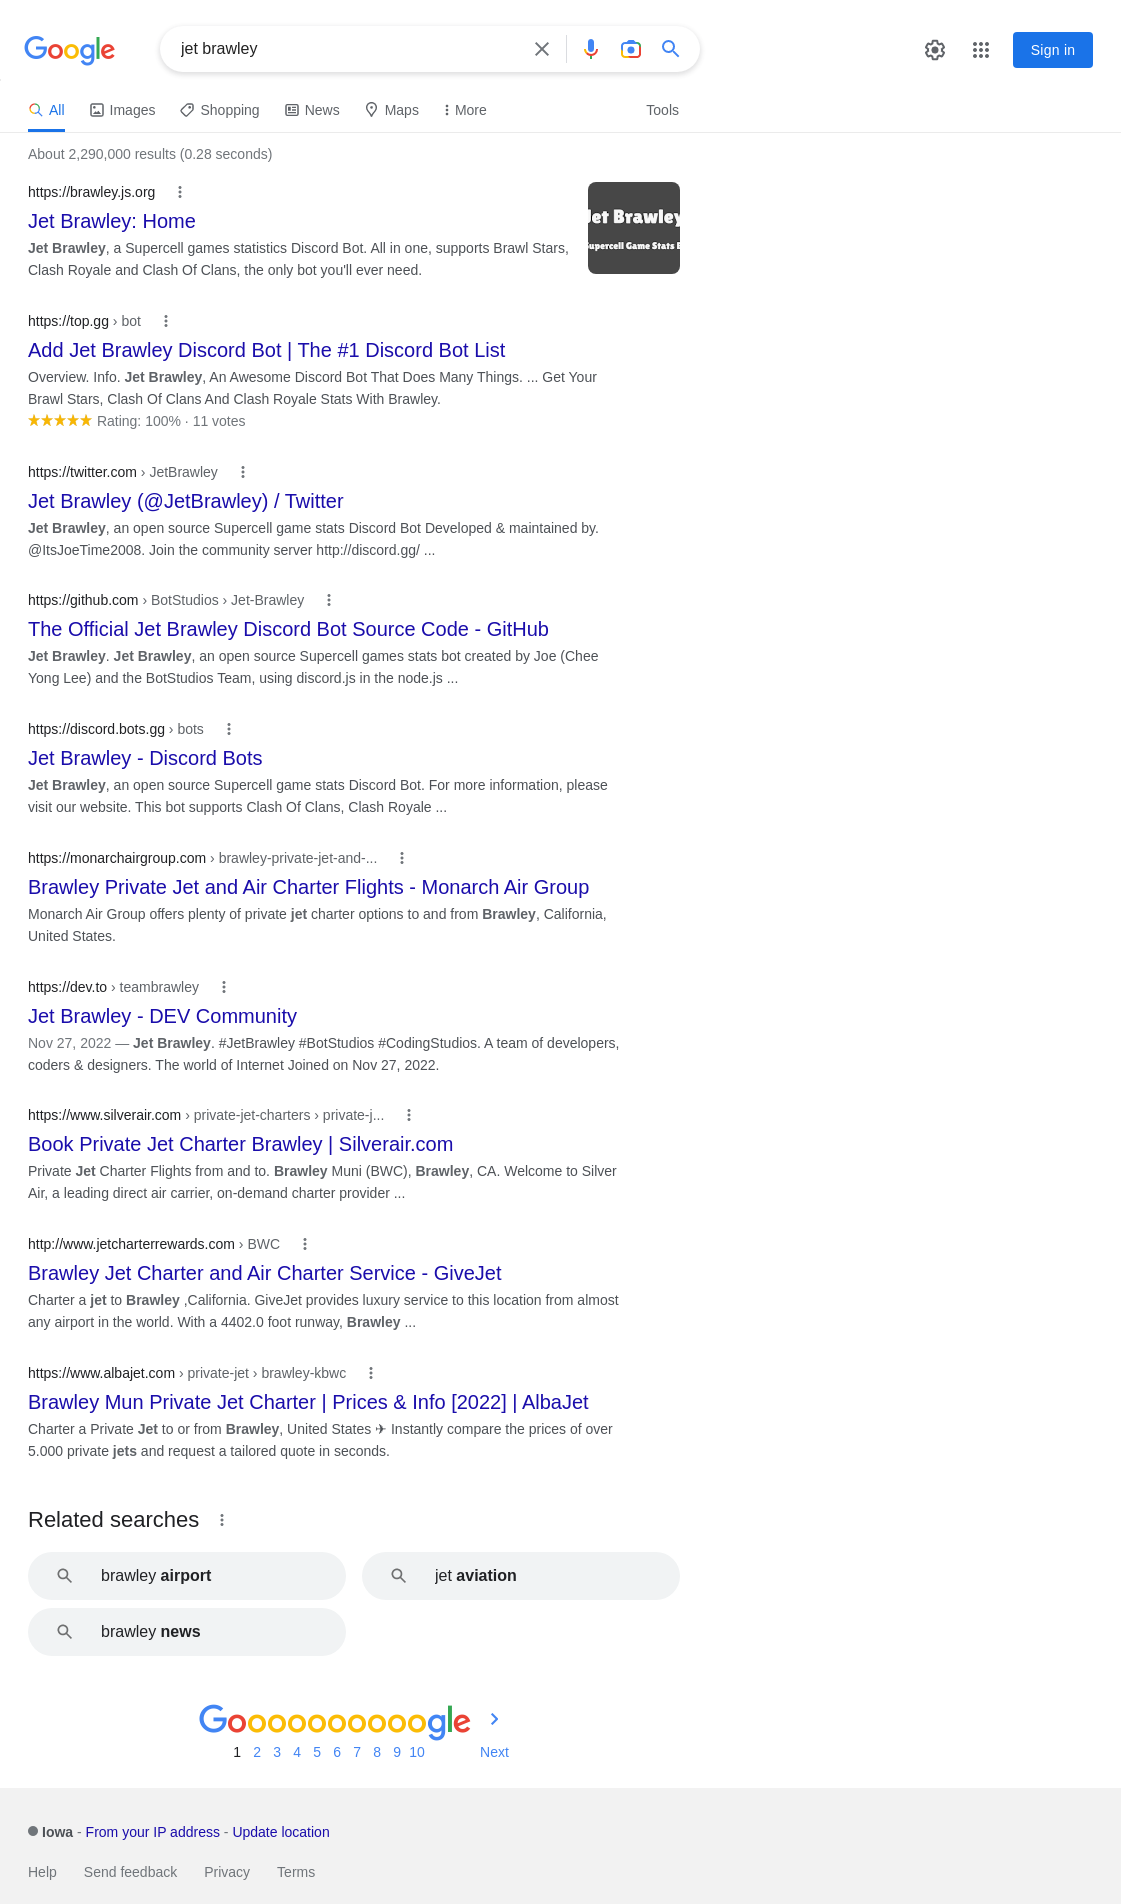 Google
jet brawley
Sign in
All
Images
Shopping
News
Maps
More
Tools
About 2,290,000 results (0.28 seconds)
https://brawley.js.org
Jet Brawley: Home
Jet Brawley, a Supercell games statistics Discord Bot. All in one, supports Brawl Stars,
Clash Royale and Clash Of Clans, the only bot you'll ever need.
Jet Brawley
Supercell Game Stats B
https://top.gg › bot
Add Jet Brawley Discord Bot | The #1 Discord Bot List
Overview. Info. Jet Brawley, An Awesome Discord Bot That Does Many Things. ... Get Your
Brawl Stars, Clash Of Clans And Clash Royale Stats With Brawley.
Rating: 100% · 11 votes
https://twitter.com › JetBrawley
Jet Brawley (@JetBrawley) / Twitter
Jet Brawley, an open source Supercell game stats Discord Bot Developed & maintained by.
@ItsJoeTime2008. Join the community server http://discord.gg/ ...
https://github.com › BotStudios › Jet-Brawley
The Official Jet Brawley Discord Bot Source Code - GitHub
Jet Brawley. Jet Brawley, an open source Supercell games stats bot created by Joe (Chee
Yong Lee) and the BotStudios Team, using discord.js in the node.js ...
https://discord.bots.gg › bots
Jet Brawley - Discord Bots
Jet Brawley, an open source Supercell game stats Discord Bot. For more information, please
visit our website. This bot supports Clash Of Clans, Clash Royale ...
https://monarchairgroup.com › brawley-private-jet-and-...
Brawley Private Jet and Air Charter Flights - Monarch Air Group
Monarch Air Group offers plenty of private jet charter options to and from Brawley, California,
United States.
https://dev.to › teambrawley
Jet Brawley - DEV Community
Nov 27, 2022 — Jet Brawley. #JetBrawley #BotStudios #CodingStudios. A team of developers,
coders & designers. The world of Internet Joined on Nov 27, 2022.
https://www.silverair.com › private-jet-charters › private-j...
Book Private Jet Charter Brawley | Silverair.com
Private Jet Charter Flights from and to. Brawley Muni (BWC), Brawley, CA. Welcome to Silver
Air, a leading direct air carrier, on-demand charter provider ...
http://www.jetcharterrewards.com › BWC
Brawley Jet Charter and Air Charter Service - GiveJet
Charter a jet to Brawley ,California. GiveJet provides luxury service to this location from almost
any airport in the world. With a 4402.0 foot runway, Brawley ...
https://www.albajet.com › private-jet › brawley-kbwc
Brawley Mun Private Jet Charter | Prices & Info [2022] | AlbaJet
Charter a Private Jet to or from Brawley, United States ✈ Instantly compare the prices of over
5.000 private jets and request a tailored quote in seconds.
Related searches
brawley airport
jet aviation
brawley news
Goooooooooogle
1 2 3 4 5 6 7 8 9 10 Next
Iowa - From your IP address - Update location
Help Send feedback Privacy Terms